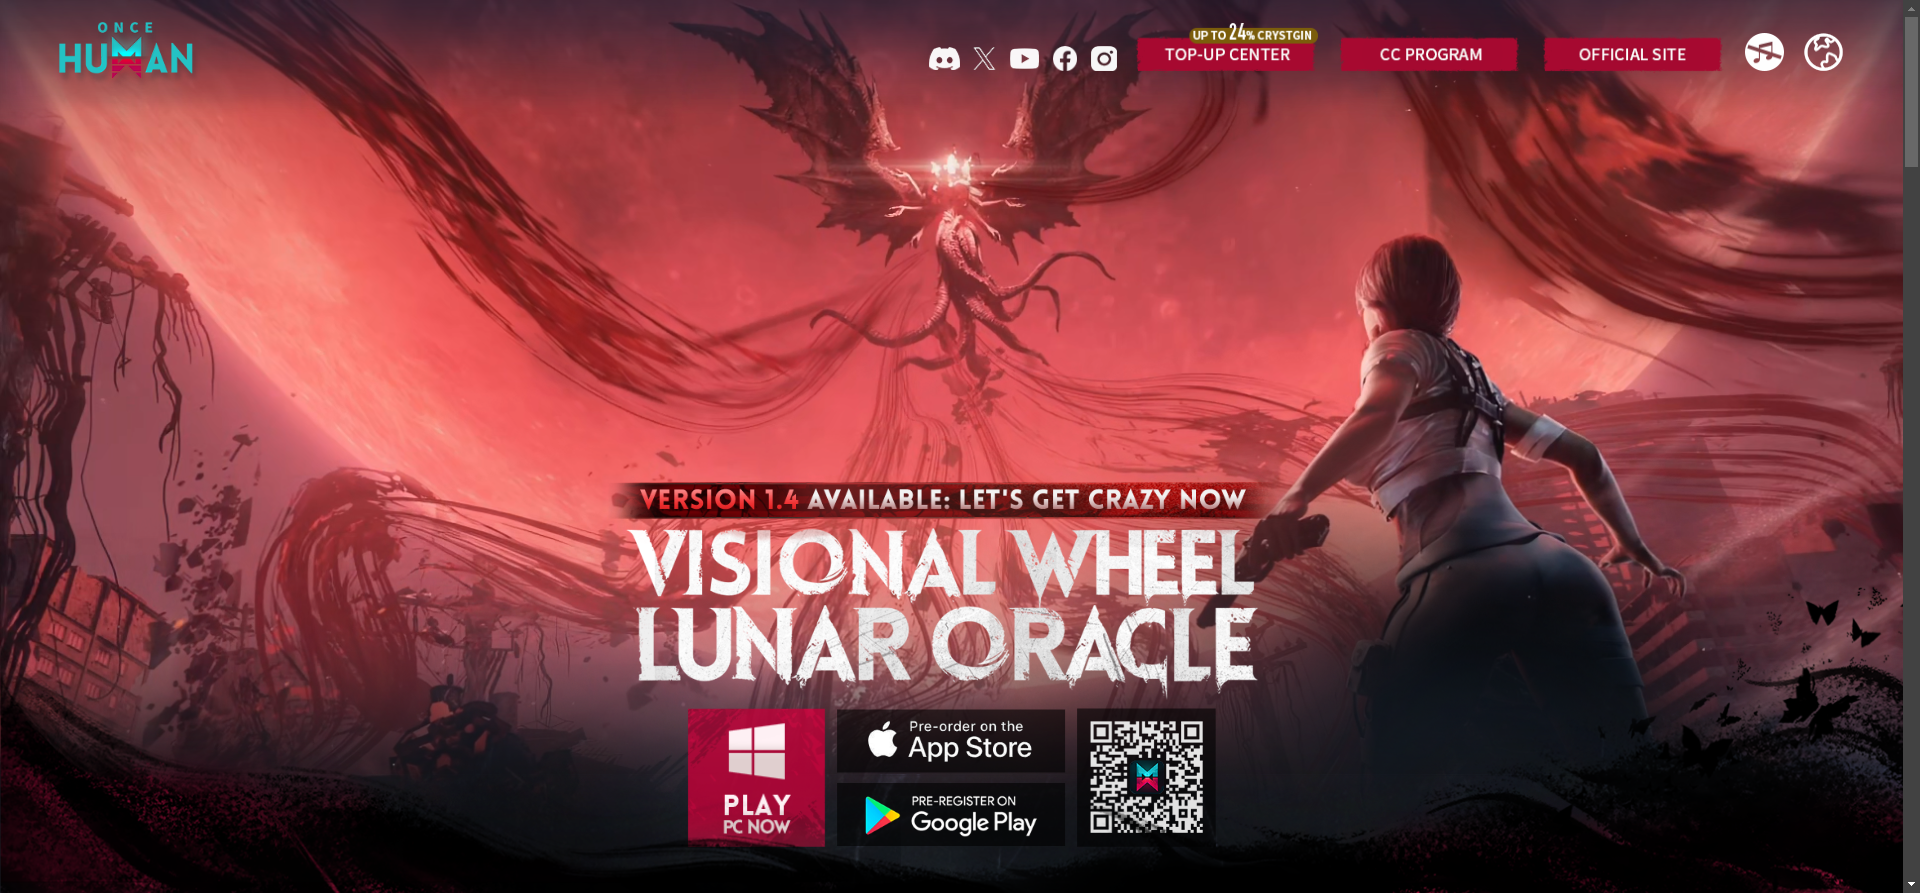 ONCE
HUMAN
UP TO 24% CRYSTGIN
TOP-UP CENTER
CC PROGRAM
OFFICIAL SITE
VERSION 1.4 AVAILABLE: LET'S GET CRAZY NOW
VISIONAL WHEEL
LUNAR ORACLE
PLAY
PC NOW
Pre-order on the
App Store
PRE-REGISTER ON
Google Play